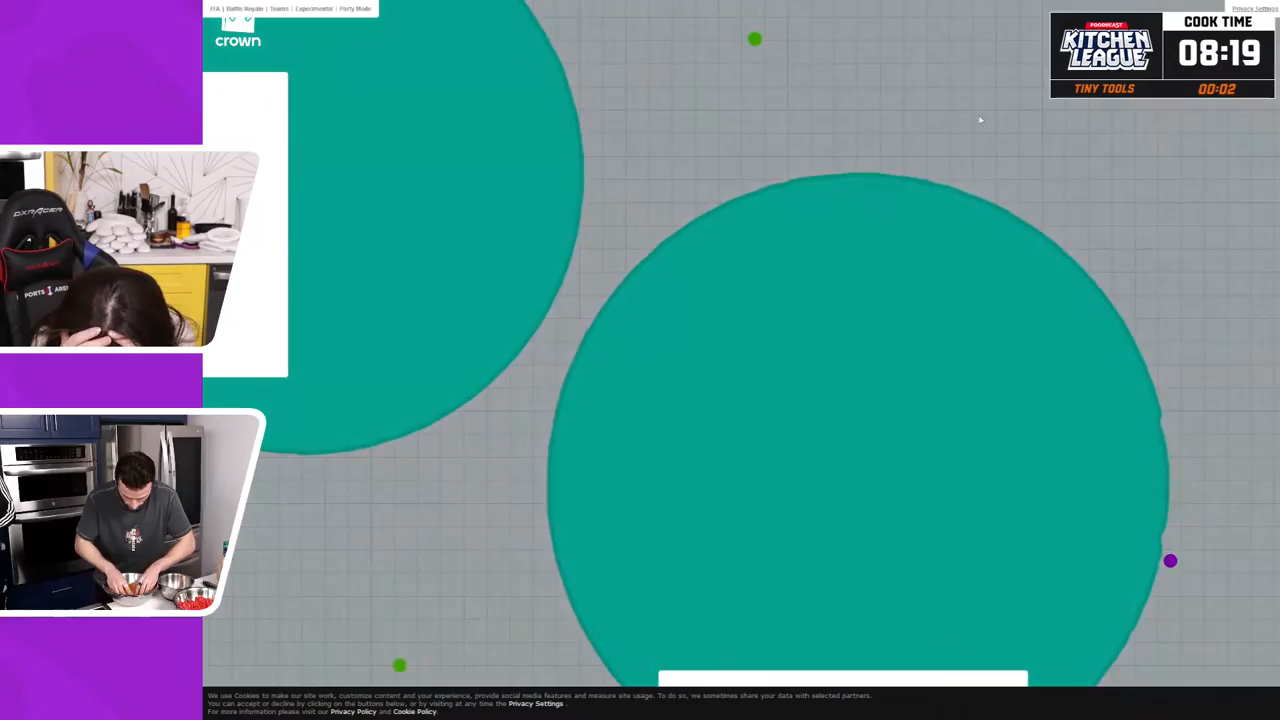 FFA | Battle Royale | Teams | Experimental | Party Mode
Privacy Settings
crown
FOODBEAST
KITCHEN
LEAGUE
COOK TIME
08:19
TINY TOOLS
00:02
DXRACER
We use Cookies to make our site work, customize content and your experience, provide social media features and measure site usage. To do so, we sometimes share your data with selected partners.
You can accept or decline by clicking on the buttons below, or by visiting at any time the Privacy Settings .
For more information please visit our Privacy Policy and Cookie Policy.